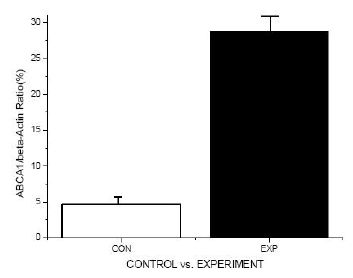 ABCA1/beta-Actin Ratio(%)
30
25
20
15
10
5
0
CON
EXP
CONTROL vs. EXPERIMENT